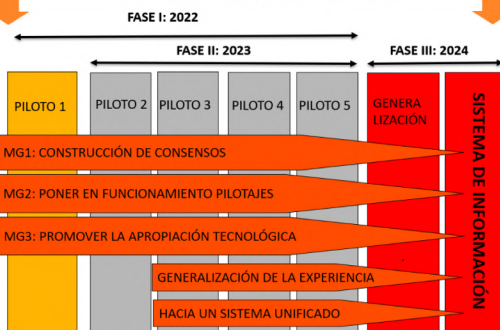 FASE I: 2022
FASE II: 2023
FASE III: 2024
PILOTO 1
PILOTO 2
PILOTO 3
PILOTO 4
PILOTO 5
GENERA
LIZACIÓN
SISTEMA DE INFORMACIÓN
MG1: CONSTRUCCIÓN DE CONSENSOS
MG2: PONER EN FUNCIONAMIENTO PILOTAJES
MG3: PROMOVER LA APROPIACIÓN TECNOLÓGICA
GENERALIZACIÓN DE LA EXPERIENCIA
HACIA UN SISTEMA UNIFICADO